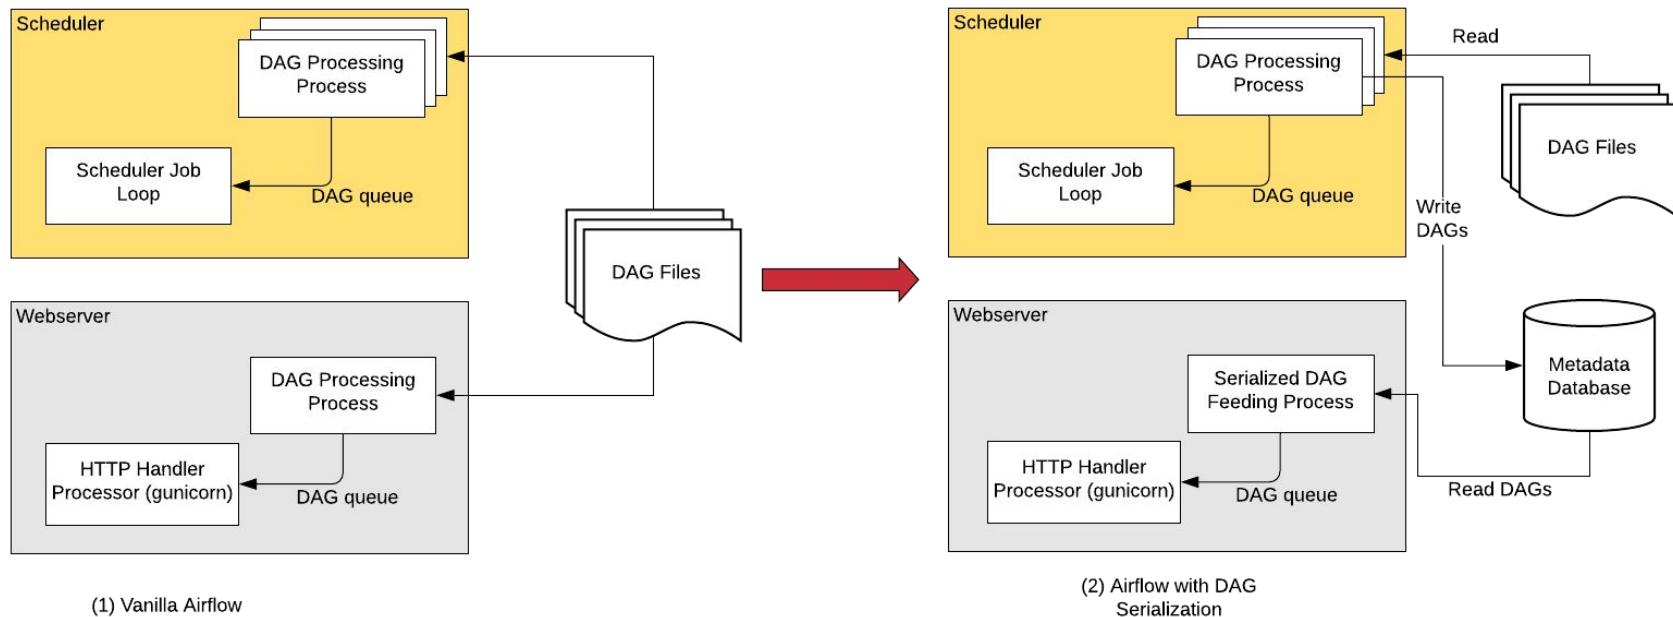 Scheduler
DAG Processing
Process
Scheduler Job
Loop
DAG queue
DAG Files
Webserver
DAG Processing
Process
HTTP Handler
Processor (gunicorn)
DAG queue
(1) Vanilla Airflow
Scheduler
DAG Processing
Process
Read
DAG Files
Scheduler Job
Loop
DAG queue
Write
DAGs
Webserver
Serialized DAG
Feeding Process
Metadata
Database
HTTP Handler
Processor (gunicorn)
DAG queue
Read DAGs
(2) Airflow with DAG
Serialization